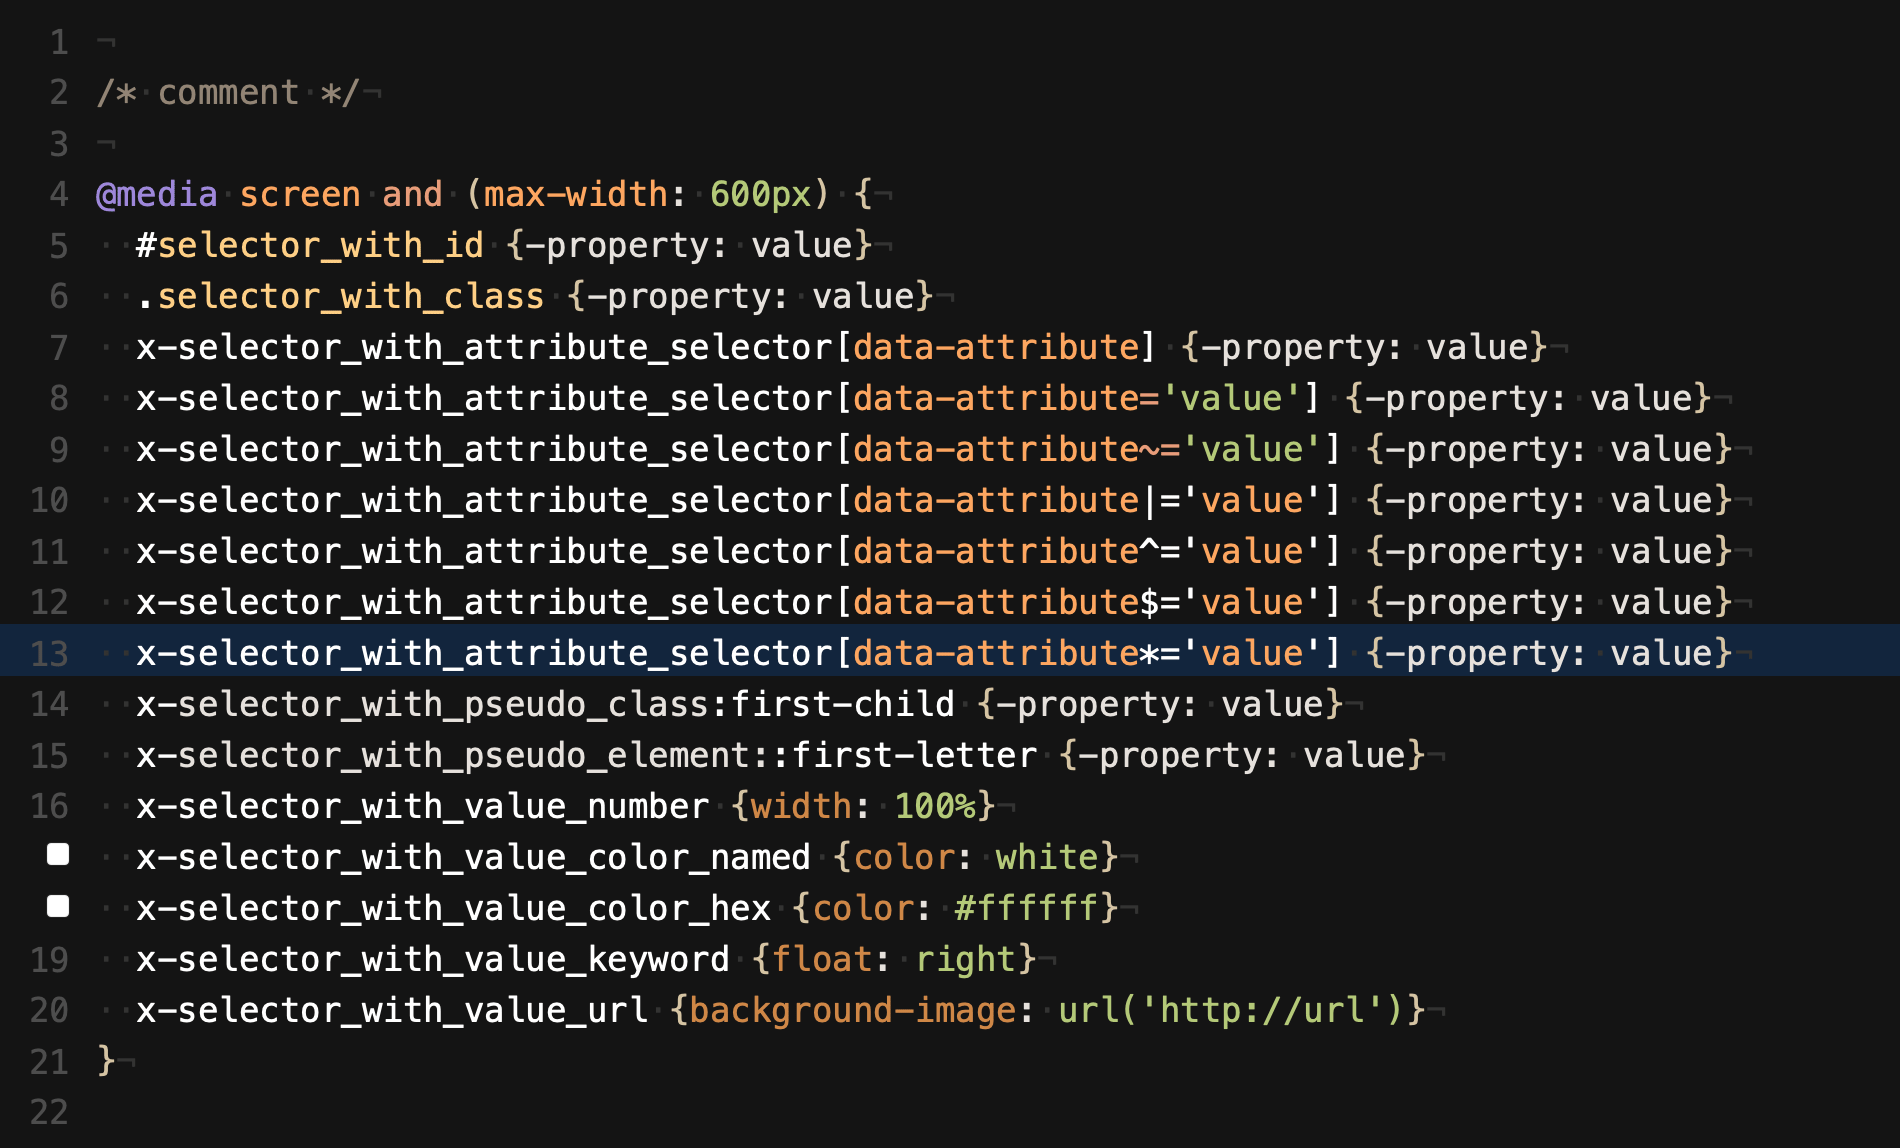 1 ¬
2 /* comment */¬
3 ¬
4 @media screen and (max-width: 600px) {¬
5   #selector_with_id {-property: value}¬
6   .selector_with_class {-property: value}¬
7   x-selector_with_attribute_selector[data-attribute] {-property: value}¬
8   x-selector_with_attribute_selector[data-attribute='value'] {-property: value}¬
9   x-selector_with_attribute_selector[data-attribute~='value'] {-property: value}¬
10   x-selector_with_attribute_selector[data-attribute|='value'] {-property: value}¬
11   x-selector_with_attribute_selector[data-attribute^='value'] {-property: value}¬
12   x-selector_with_attribute_selector[data-attribute$='value'] {-property: value}¬
13   x-selector_with_attribute_selector[data-attribute*='value'] {-property: value}¬
14   x-selector_with_pseudo_class:first-child {-property: value}¬
15   x-selector_with_pseudo_element::first-letter {-property: value}¬
16   x-selector_with_value_number {width: 100%}¬
  x-selector_with_value_color_named {color: white}¬
  x-selector_with_value_color_hex {color: #ffffff}¬
19   x-selector_with_value_keyword {float: right}¬
20   x-selector_with_value_url {background-image: url('http://url')}¬
21 }¬
22